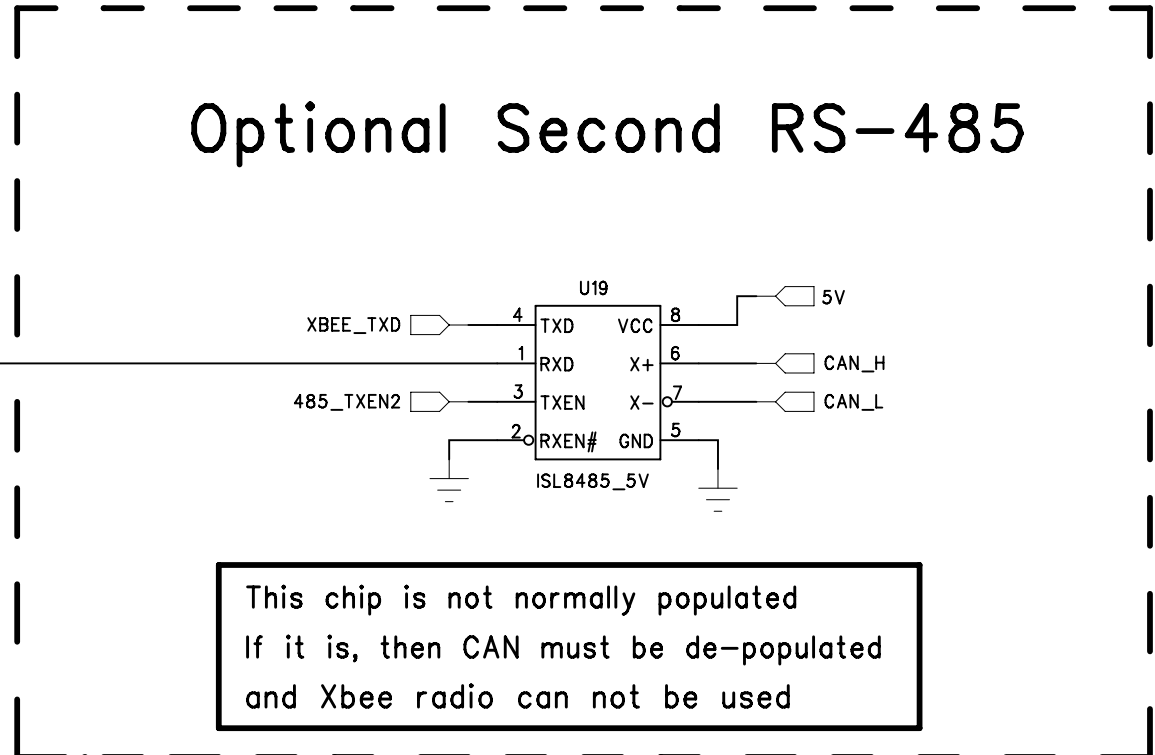 Optional Second RS-485
U19
XBEE_TXD 4 TXD VCC 8 5V
1 RXD X+ 6 CAN_H
485_TXEN2 3 TXEN X- 7 CAN_L
2 RXEN# GND 5
ISL8485_5V
This chip is not normally populated
If it is, then CAN must be de-populated
and Xbee radio can not be used